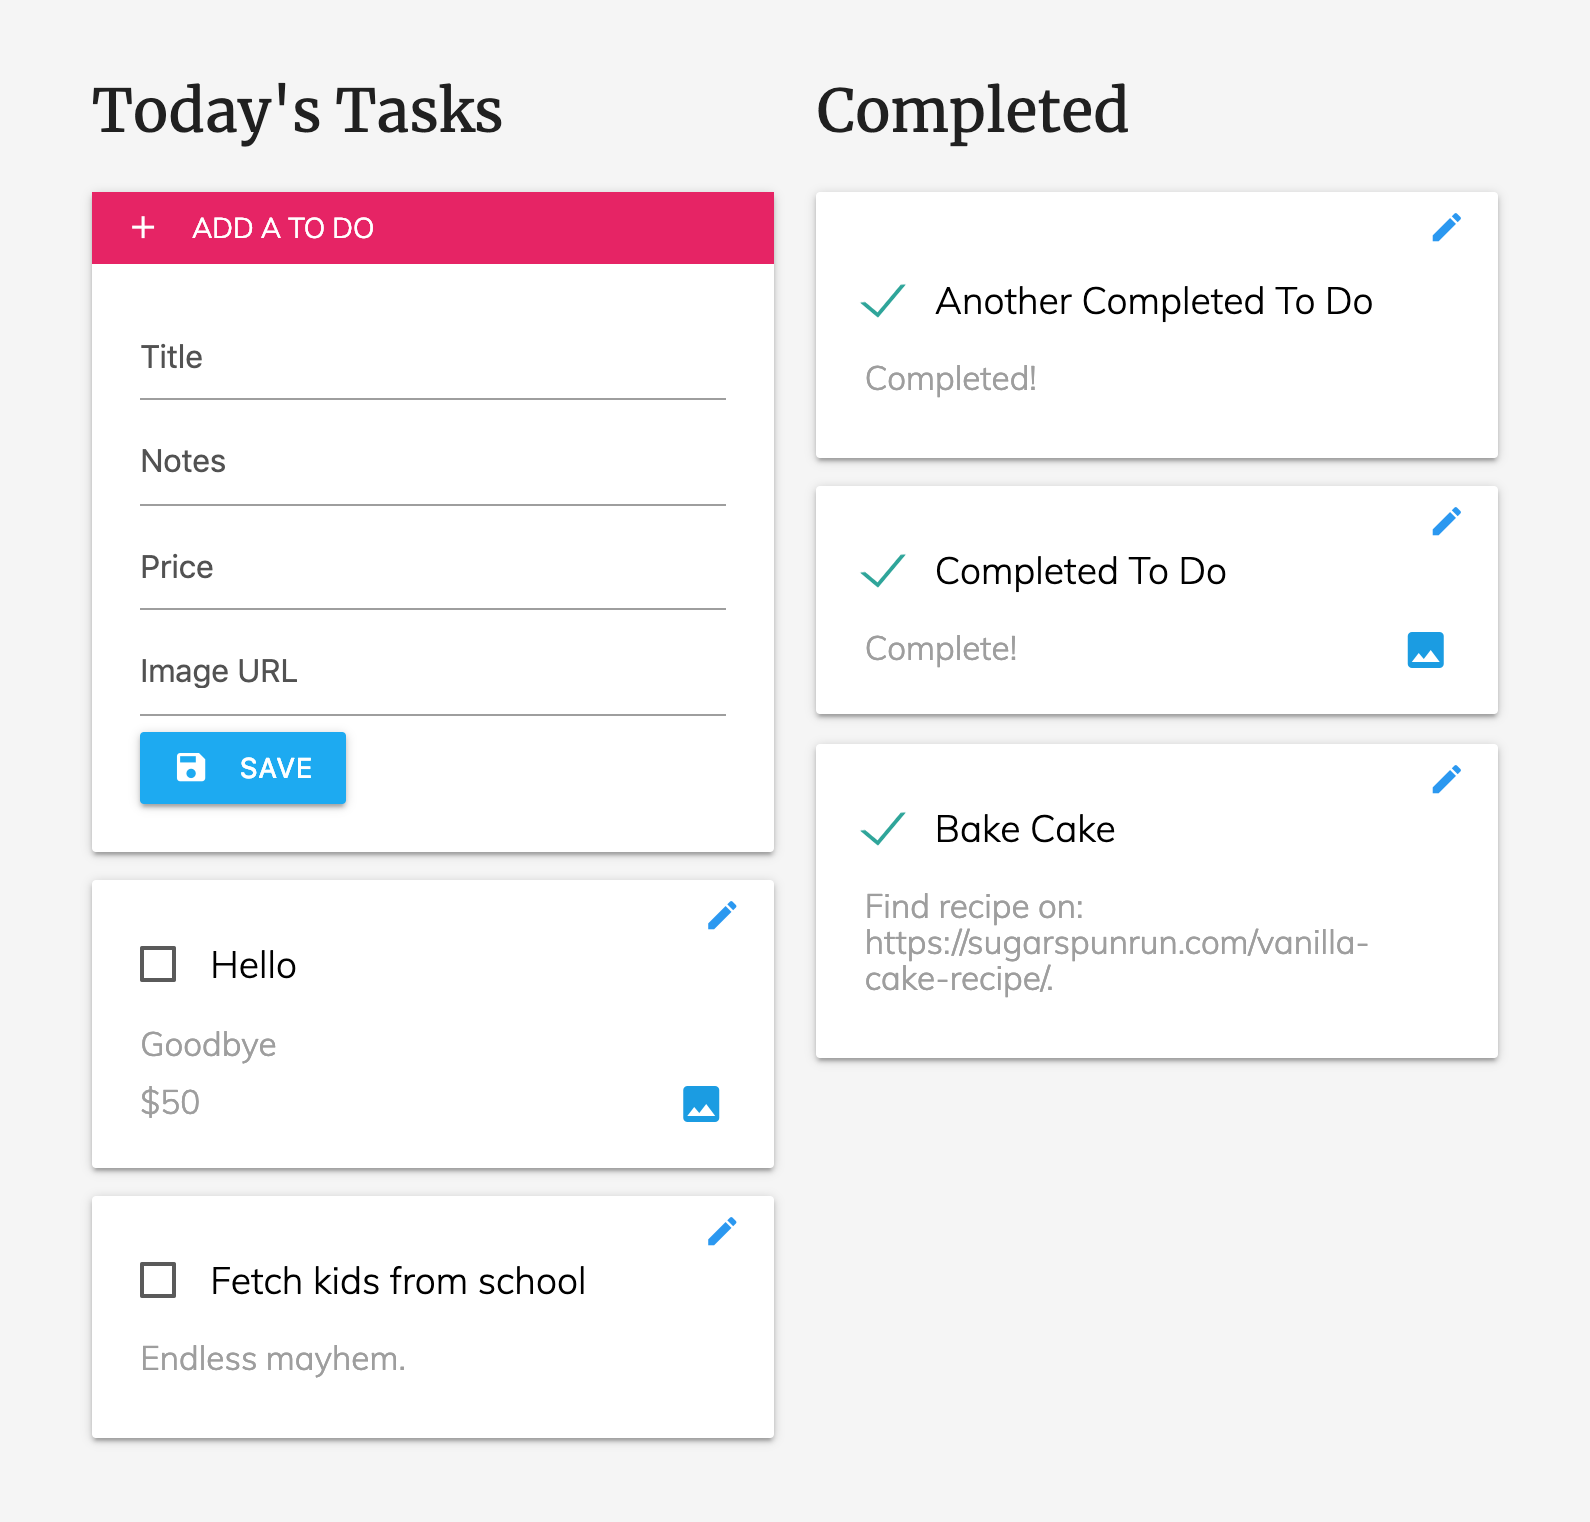 Today's Tasks
ADD A TO DO
Title
Notes
Price
Image URL
SAVE
Hello
Goodbye
$50
Fetch kids from school
Endless mayhem.
Completed
Another Completed To Do
Completed!
Completed To Do
Complete!
Bake Cake
Find recipe on:
https://sugarspunrun.com/vanilla-
cake-recipe/.